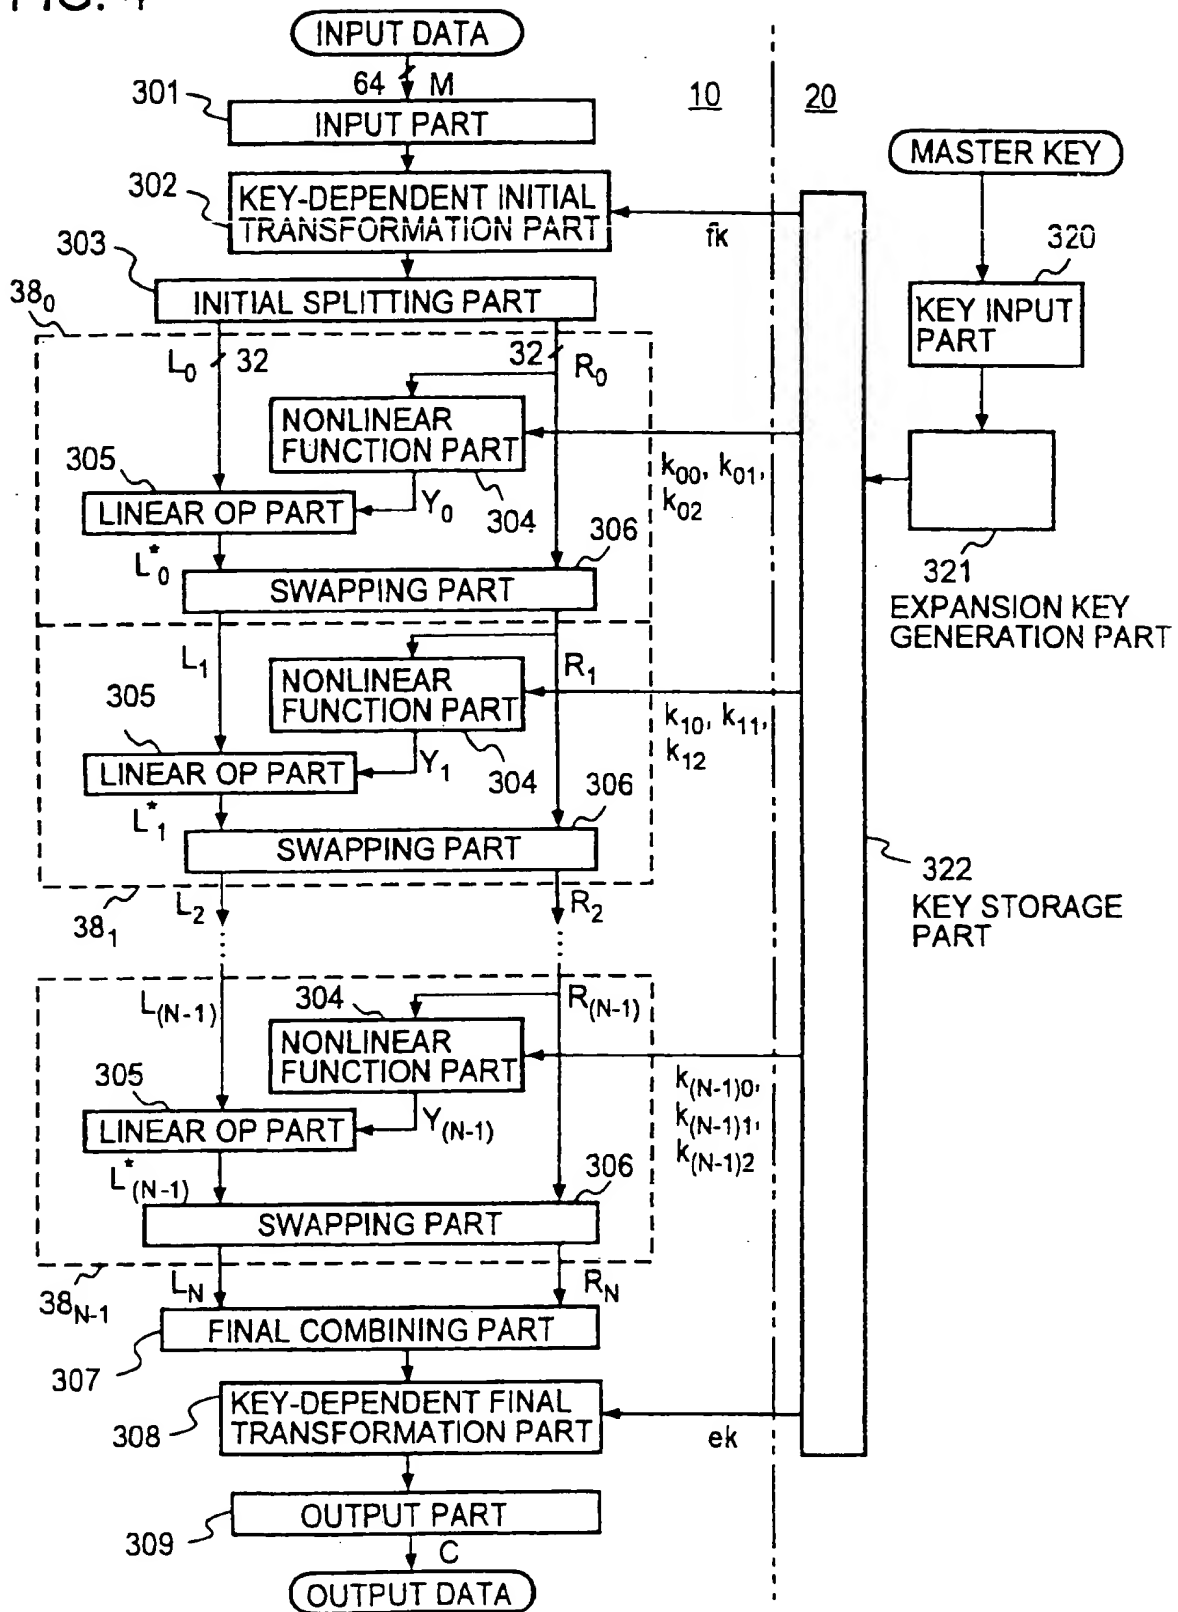 FIG. 4
INPUT DATA
64 M
301
INPUT PART
10
20
MASTER KEY
302
KEY-DEPENDENT INITIAL
TRANSFORMATION PART
fk
303
INITIAL SPLITTING PART
320
KEY INPUT
PART
38₀
L₀ 32
32 R₀
NONLINEAR
FUNCTION PART
304
k₀₀, k₀₁,
k₀₂
305
LINEAR OP PART
Y₀
L*₀
306
SWAPPING PART
321
EXPANSION KEY
GENERATION PART
L₁
R₁
NONLINEAR
FUNCTION PART
304
k₁₀, k₁₁,
k₁₂
305
LINEAR OP PART
Y₁
L*₁
306
SWAPPING PART
38₁
L₂
R₂
322
KEY STORAGE
PART
L(N-1)
304
R(N-1)
NONLINEAR
FUNCTION PART
k(N-1)0,
k(N-1)1,
k(N-1)2
305
LINEAR OP PART
Y(N-1)
L*(N-1)
306
SWAPPING PART
38N-1
LN
RN
FINAL COMBINING PART
307
KEY-DEPENDENT FINAL
TRANSFORMATION PART
308
ek
OUTPUT PART
309
C
OUTPUT DATA